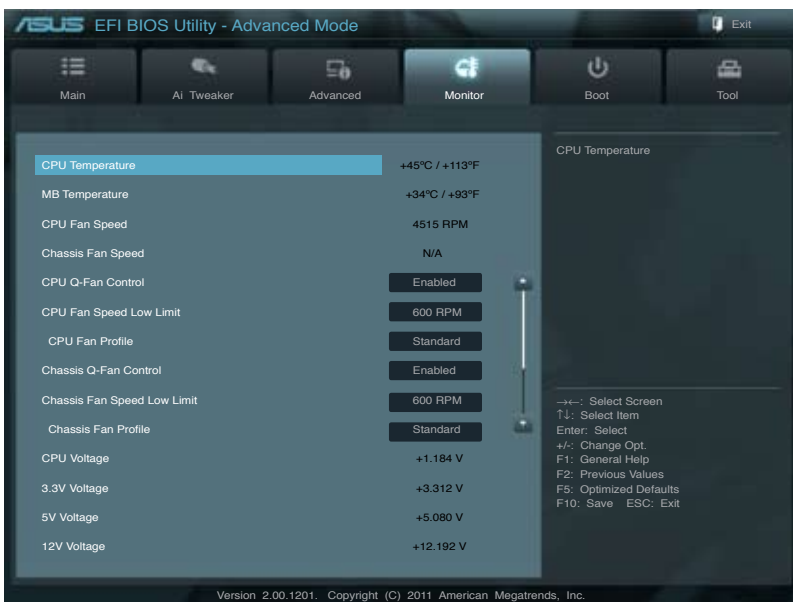 ASUS EFI BIOS Utility - Advanced Mode
Exit
Main
Ai Tweaker
Advanced
Monitor
Boot
Tool
CPU Temperature +45°C / +113°F
MB Temperature +34°C / +93°F
CPU Fan Speed 4515 RPM
Chassis Fan Speed N/A
CPU Q-Fan Control Enabled
CPU Fan Speed Low Limit 600 RPM
CPU Fan Profile Standard
Chassis Q-Fan Control Enabled
Chassis Fan Speed Low Limit 600 RPM
Chassis Fan Profile Standard
CPU Voltage +1.184 V
3.3V Voltage +3.312 V
5V Voltage +5.080 V
12V Voltage +12.192 V
CPU Temperature
→←: Select Screen
↑↓: Select Item
Enter: Select
+/-: Change Opt.
F1: General Help
F2: Previous Values
F5: Optimized Defaults
F10: Save ESC: Exit
Version 2.00.1201. Copyright (C) 2011 American Megatrends, Inc.